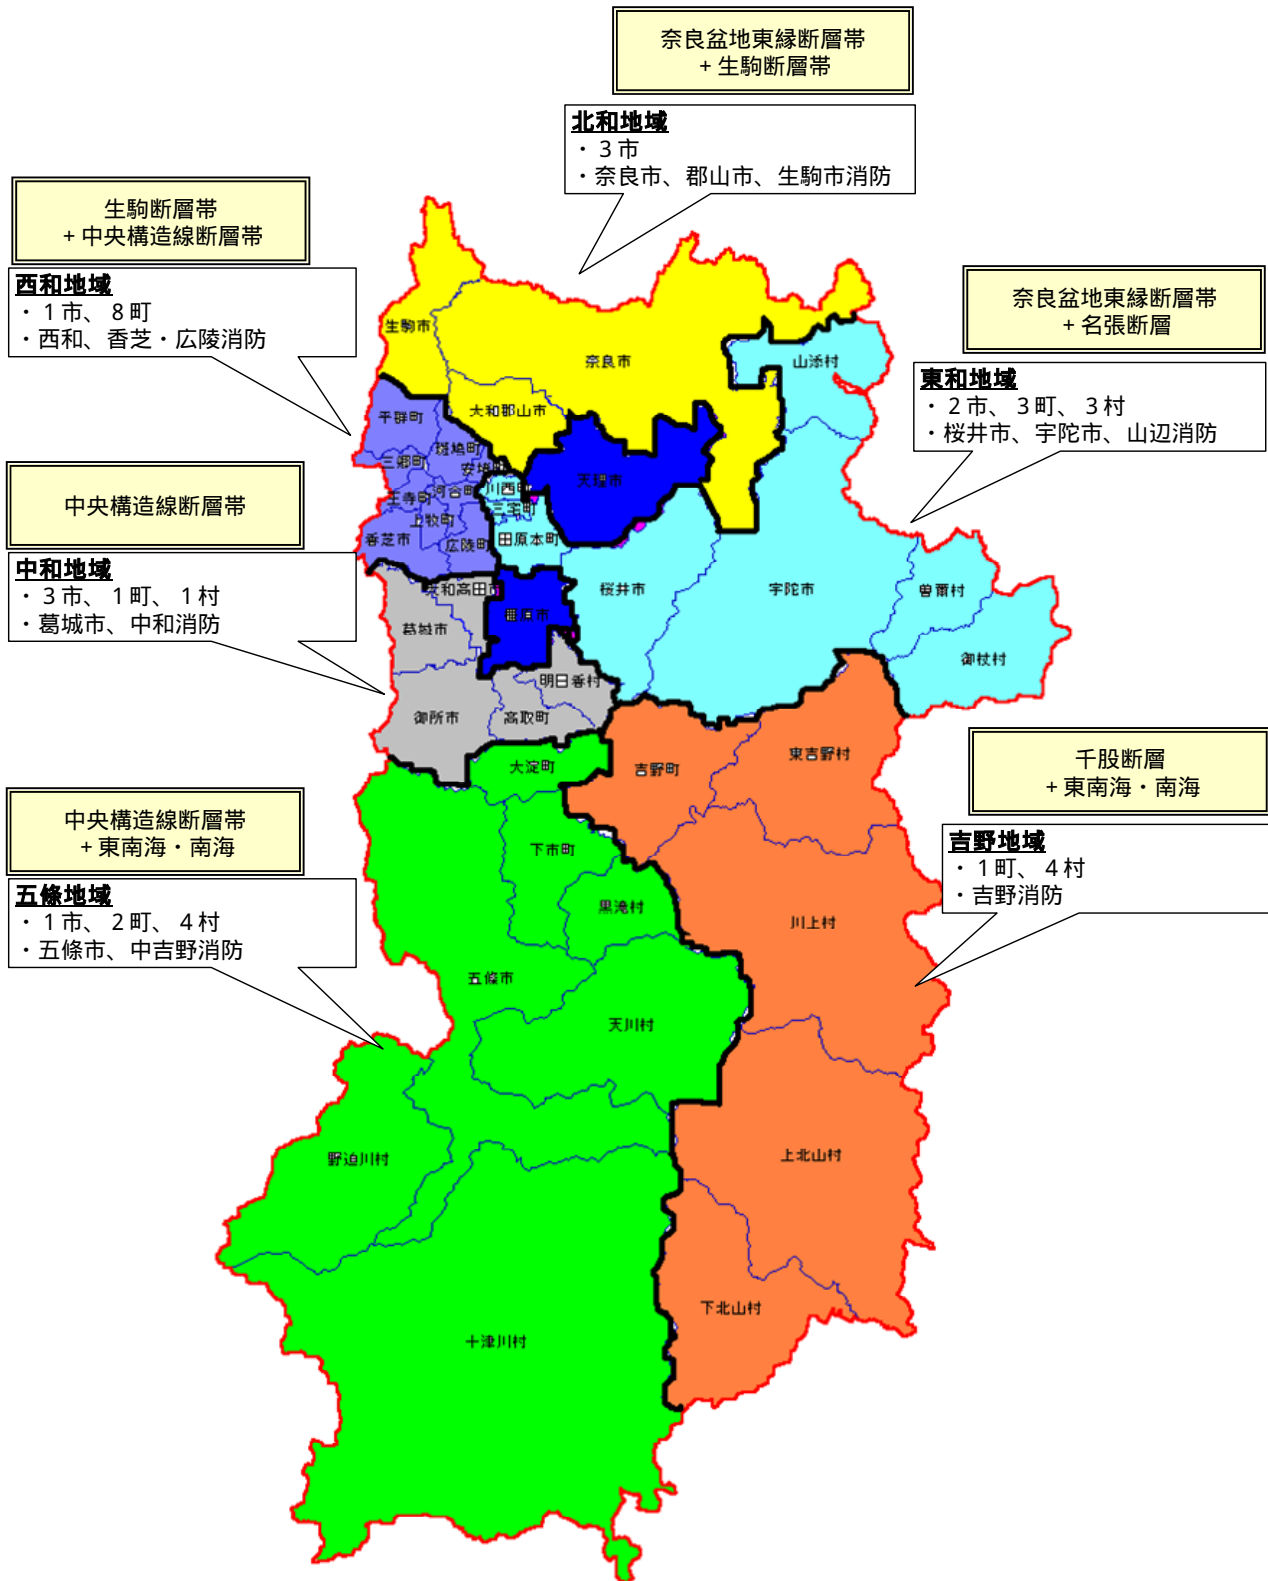 奈良盆地東縁断層帯
+ 生駒断層帯
北和地域
・ 3 市
・奈良市、郡山市、生駒市消防
生駒断層帯
+ 中央構造線断層帯
西和地域
・ 1 市、 8 町
・西和、香芝・広陵消防
奈良盆地東縁断層帯
+ 名張断層
東和地域
・ 2 市、 3 町、 3 村
・桜井市、宇陀市、山辺消防
中央構造線断層帯
中和地域
・ 3 市、 1 町、 1 村
・葛城市、中和消防
千股断層
+ 東南海・南海
吉野地域
・ 1 町、 4 村
・吉野消防
中央構造線断層帯
+ 東南海・南海
五條地域
・ 1 市、 2 町、 4 村
・五條市、中吉野消防
生駒市
奈良市
山添村
大和郡山市
平群町
斑鳩町
三郷町
安堵町
天理市
川西町
河合町
王寺町
三宅町
上牧町
香芝市
広陵町
田原本町
大和高田市
桜井市
宇陀市
曽爾村
葛城市
橿原市
御杖村
明日香村
御所市
高取町
大淀町
吉野町
東吉野村
下市町
黒滝村
川上村
五條市
天川村
野迫川村
上北山村
下北山村
十津川村